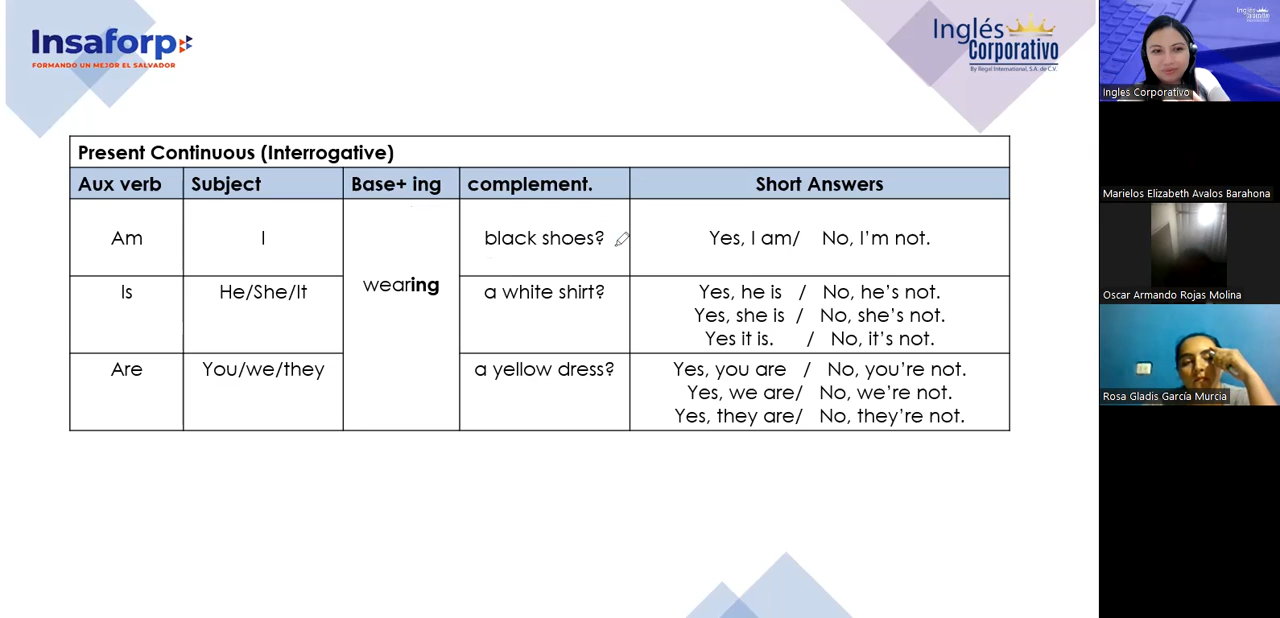 Insaforp
FORMANDO UN MEJOR EL SALVADOR
Inglés
Corporativo
By Regal International, S.A. de C.V.
Present Continuous (Interrogative)
Aux verb Subject Base+ ing complement. Short Answers
Am I black shoes? Yes, I am/ No, I'm not.
wearing
Is He/She/It a white shirt? Yes, he is / No, he's not.
Yes, she is / No, she's not.
Yes it is. / No, it's not.
Are You/we/they a yellow dress? Yes, you are / No, you're not.
Yes, we are/ No, we're not.
Yes, they are/ No, they're not.
Inglés
Ingles Corporativo
Marielos Elizabeth Avalos Barahona
Oscar Armando Rojas Molina
Rosa Gladis García Murcia